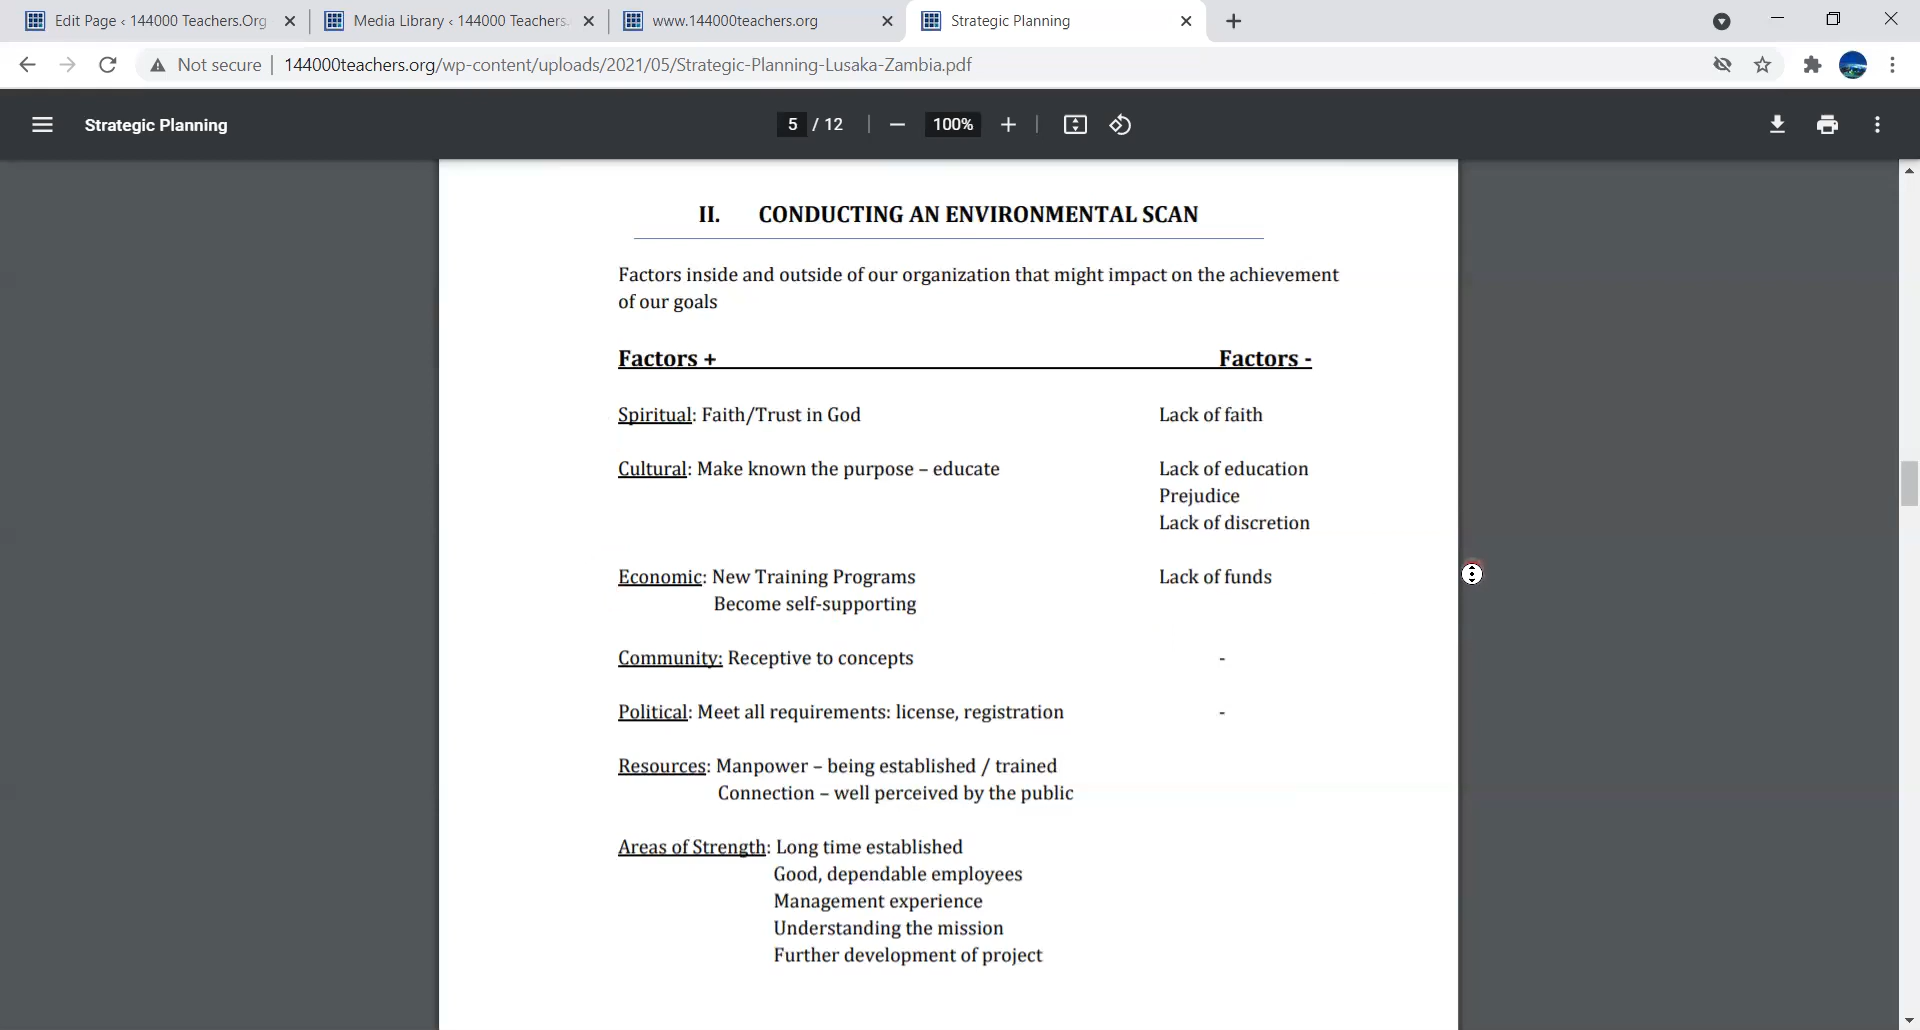 Edit Page ‹ 144000 Teachers.Org
Media Library ‹ 144000 Teachers.
www.144000teachers.org
Strategic Planning
Not secure
144000teachers.org/wp-content/uploads/2021/05/Strategic-Planning-Lusaka-Zambia.pdf
Strategic Planning
5 / 12
100%
II. CONDUCTING AN ENVIRONMENTAL SCAN
Factors inside and outside of our organization that might impact on the achievement
of our goals
Factors + Factors -
Spiritual: Faith/Trust in God Lack of faith
Cultural: Make known the purpose – educate Lack of education
Prejudice
Lack of discretion
Economic: New Training Programs Lack of funds
Become self-supporting
Community: Receptive to concepts -
Political: Meet all requirements: license, registration -
Resources: Manpower – being established / trained
Connection – well perceived by the public
Areas of Strength: Long time established
Good, dependable employees
Management experience
Understanding the mission
Further development of project